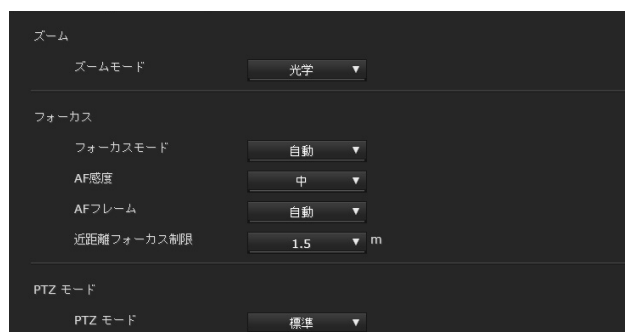 ズーム
ズームモード 光学 ▼
フォーカス
フォーカスモード 自動 ▼
AF感度 中 ▼
AFフレーム 自動 ▼
近距離フォーカス制限 1.5 ▼ m
PTZ モード
PTZ モード 標準 ▼